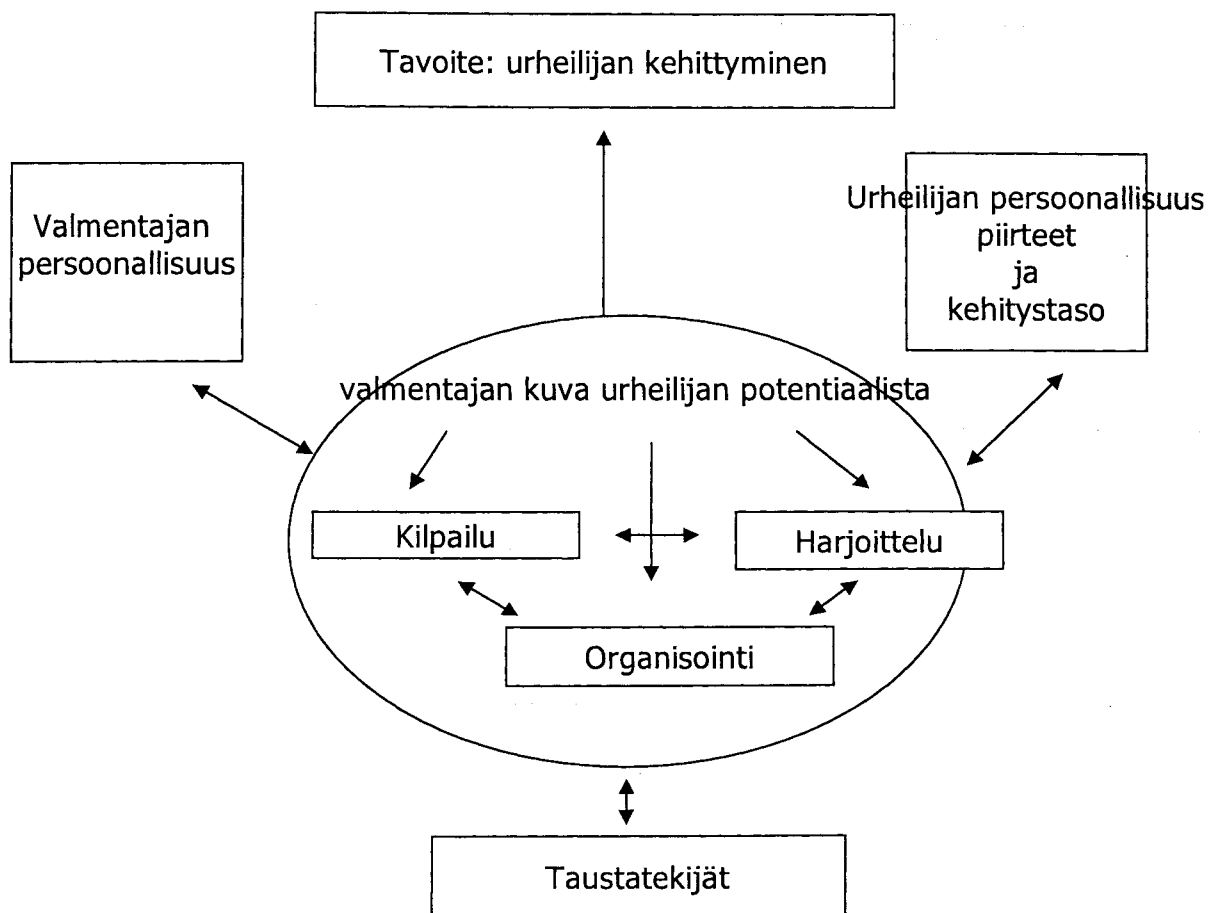 Tavoite: urheilijan kehittyminen
Valmentajan
persoonallisuus
Urheilijan persoonallisuus
piirteet
ja
kehitystaso
valmentajan kuva urheilijan potentiaalista
Kilpailu
Harjoittelu
Organisointi
Taustatekijät